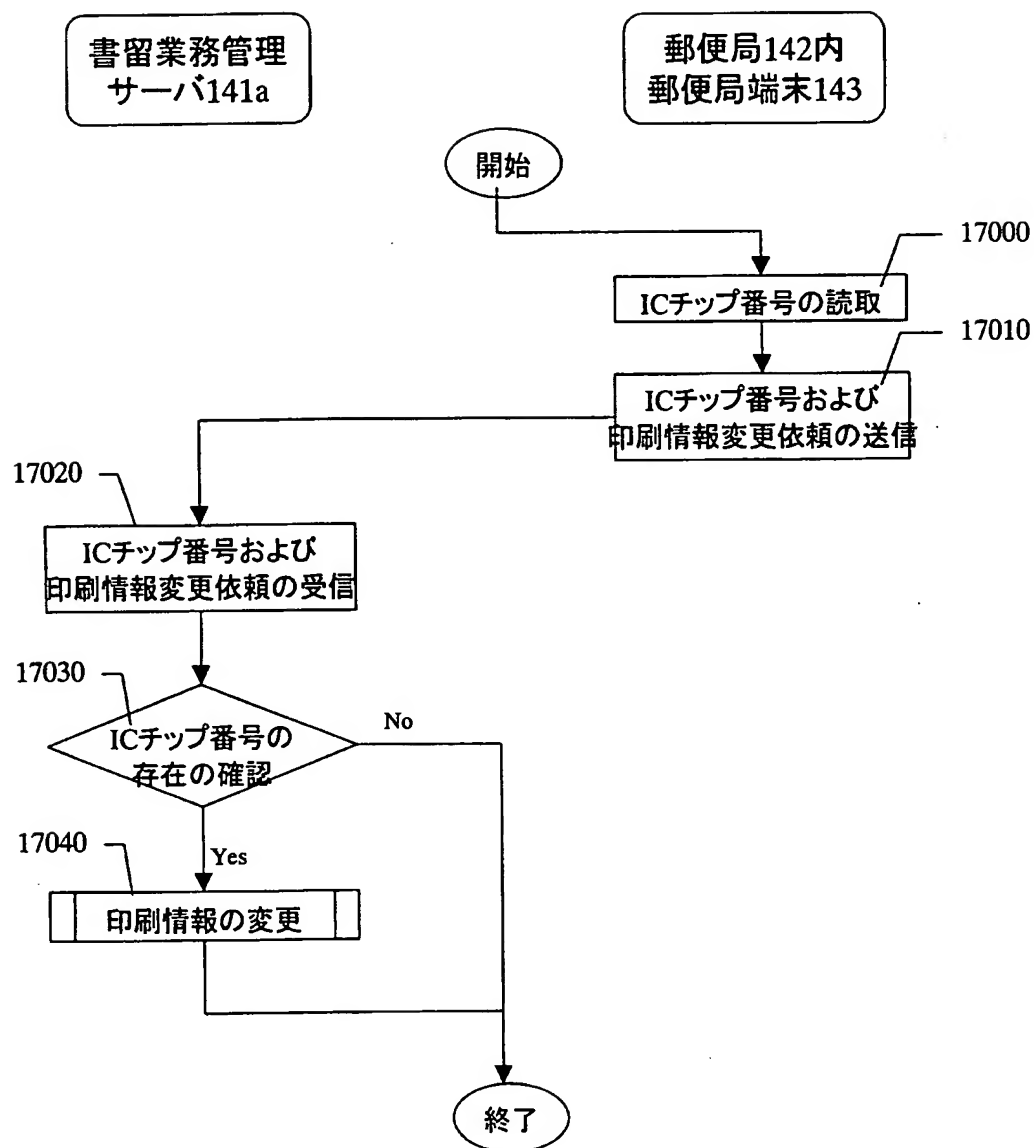 書留業務管理
サーバ141a
郵便局142内
郵便局端末143
開始
17000
ICチップ番号の読取
17010
ICチップ番号および
印刷情報変更依頼の送信
17020
ICチップ番号および
印刷情報変更依頼の受信
17030
No
ICチップ番号の
存在の確認
17040
Yes
印刷情報の変更
終了